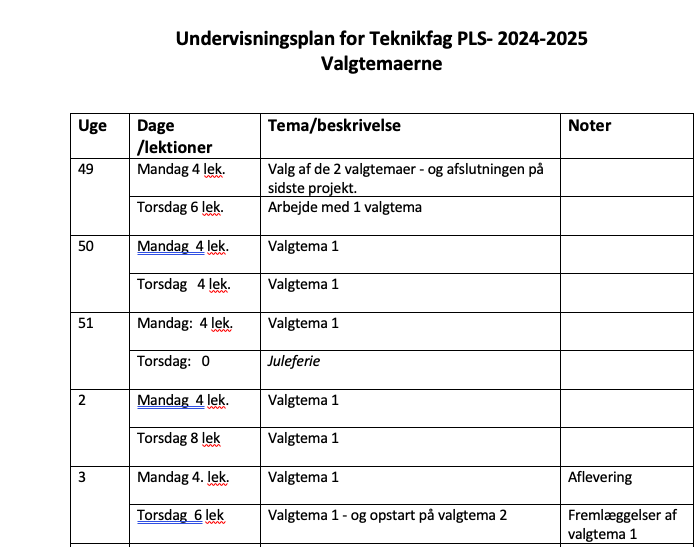 Undervisningsplan for Teknikfag PLS- 2024-2025
Valgtemaerne
Uge Dage /lektioner Tema/beskrivelse Noter
49 Mandag 4 lek. Valg af de 2 valgtemaer - og afslutningen på
sidste projekt.
Torsdag 6 lek. Arbejde med 1 valgtema
50 Mandag  4 lek. Valgtema 1
Torsdag  4 lek. Valgtema 1
51 Mandag:  4 lek. Valgtema 1
Torsdag:  0 Juleferie
2 Mandag  4 lek. Valgtema 1
Torsdag 8 lek Valgtema 1
3 Mandag 4. lek. Valgtema 1 Aflevering
Torsdag  6 lek Valgtema 1 - og opstart på valgtema 2 Fremlæggelser af
valgtema 1